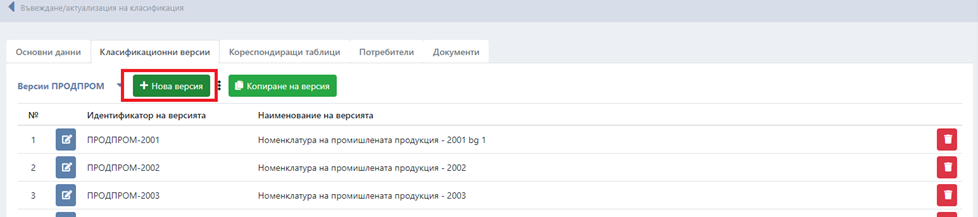 Въвеждане/актуализация на класификация
Основни данни Класификационни версии Кореспондиращи таблици Потребители Документи
Версии ПРОДПРОМ Нова версия Копиране на версия
№ Идентификатор на версията Наименование на версията
1 ПРОДПРОМ-2001 Номенклатура на промишлената продукция - 2001 bg 1
2 ПРОДПРОМ-2002 Номенклатура на промишлената продукция - 2002
3 ПРОДПРОМ-2003 Номенклатура на промишлената продукция - 2003